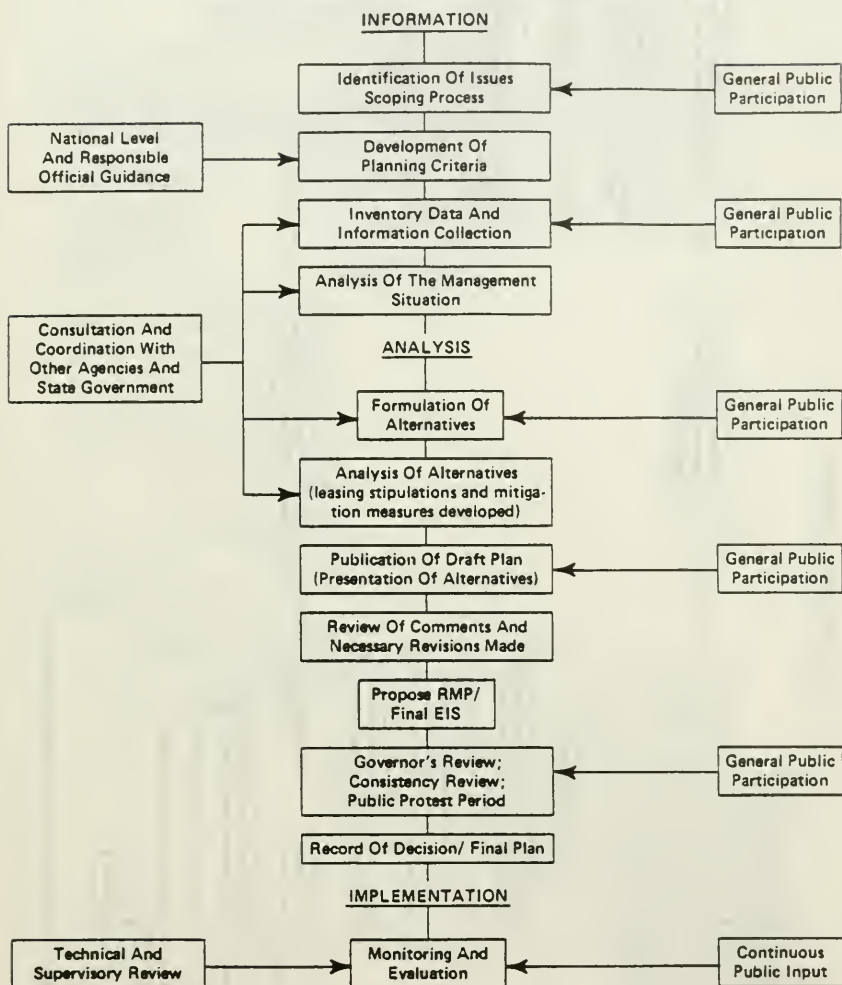 INFORMATION
Identification Of Issues
Scoping Process
General Public
Participation
National Level
And Responsible
Official Guidance
Development Of
Planning Criteria
Inventory Data And
Information Collection
General Public
Participation
Analysis Of The Management
Situation
Consultation And
Coordination With
Other Agencies And
State Government
ANALYSIS
Formulation Of
Alternatives
General Public
Participation
Analysis Of Alternatives
(leasing stipulations and mitiga-
tion measures developed)
Publication Of Draft Plan
(Presentation Of Alternatives)
General Public
Participation
Review Of Comments And
Necessary Revisions Made
Propose RMP/
Final EIS
Governor's Review;
Consistency Review;
Public Protest Period
General Public
Participation
Record Of Decision/ Final Plan
IMPLEMENTATION
Technical And
Supervisory Review
Monitoring And
Evaluation
Continuous
Public Input